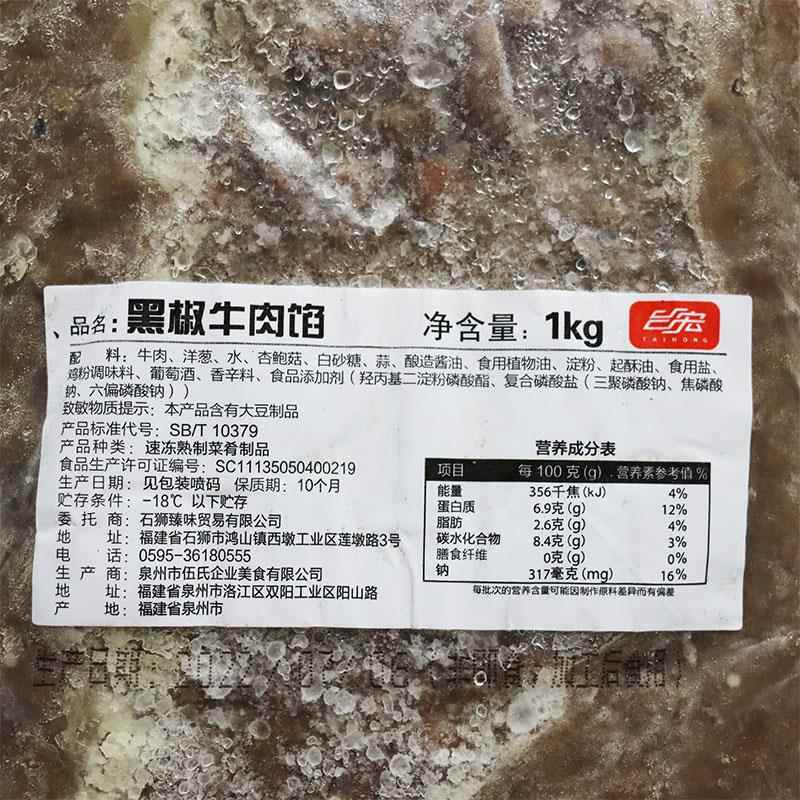 品名：黑椒牛肉馅 净含量：1kg
TAIHONG
配 料：牛肉、洋葱、水、杏鲍菇、白砂糖、蒜、酿造酱油、食用植物油、淀粉、起酥油、食用盐、
鸡粉调味料、葡萄酒、香辛料、食品添加剂（羟丙基二淀粉磷酸酯、复合磷酸盐（三聚磷酸钠、焦磷酸
钠、六偏磷酸钠））
致敏物质提示：本产品含有大豆制品
产品标准代号：SB/T 10379
产品种类：速冻熟制菜肴制品
食品生产许可证编号：SC11135050400219
生产日期：见包装喷码 保质期：10个月
贮存条件：-18℃ 以下贮存
委 托 商：石狮臻味贸易有限公司
地 址：福建省石狮市鸿山镇西墩工业区莲墩路3号
电 话：0595-36180555
生 产 商：泉州市伍氏企业美食有限公司
地 址：福建省泉州市洛江区双阳工业区阳山路
产 地：福建省泉州市
营养成分表
项目 每100克(g) 营养素参考值%
能量 356千焦(kJ) 4%
蛋白质 6.9克(g) 12%
脂肪 2.6克(g) 4%
碳水化合物 8.4克(g) 3%
膳食纤维 0克(g) 0%
钠 317毫克(mg) 16%
每批次的营养含量可能因制作原料差异而有偏差
生产日期：2022